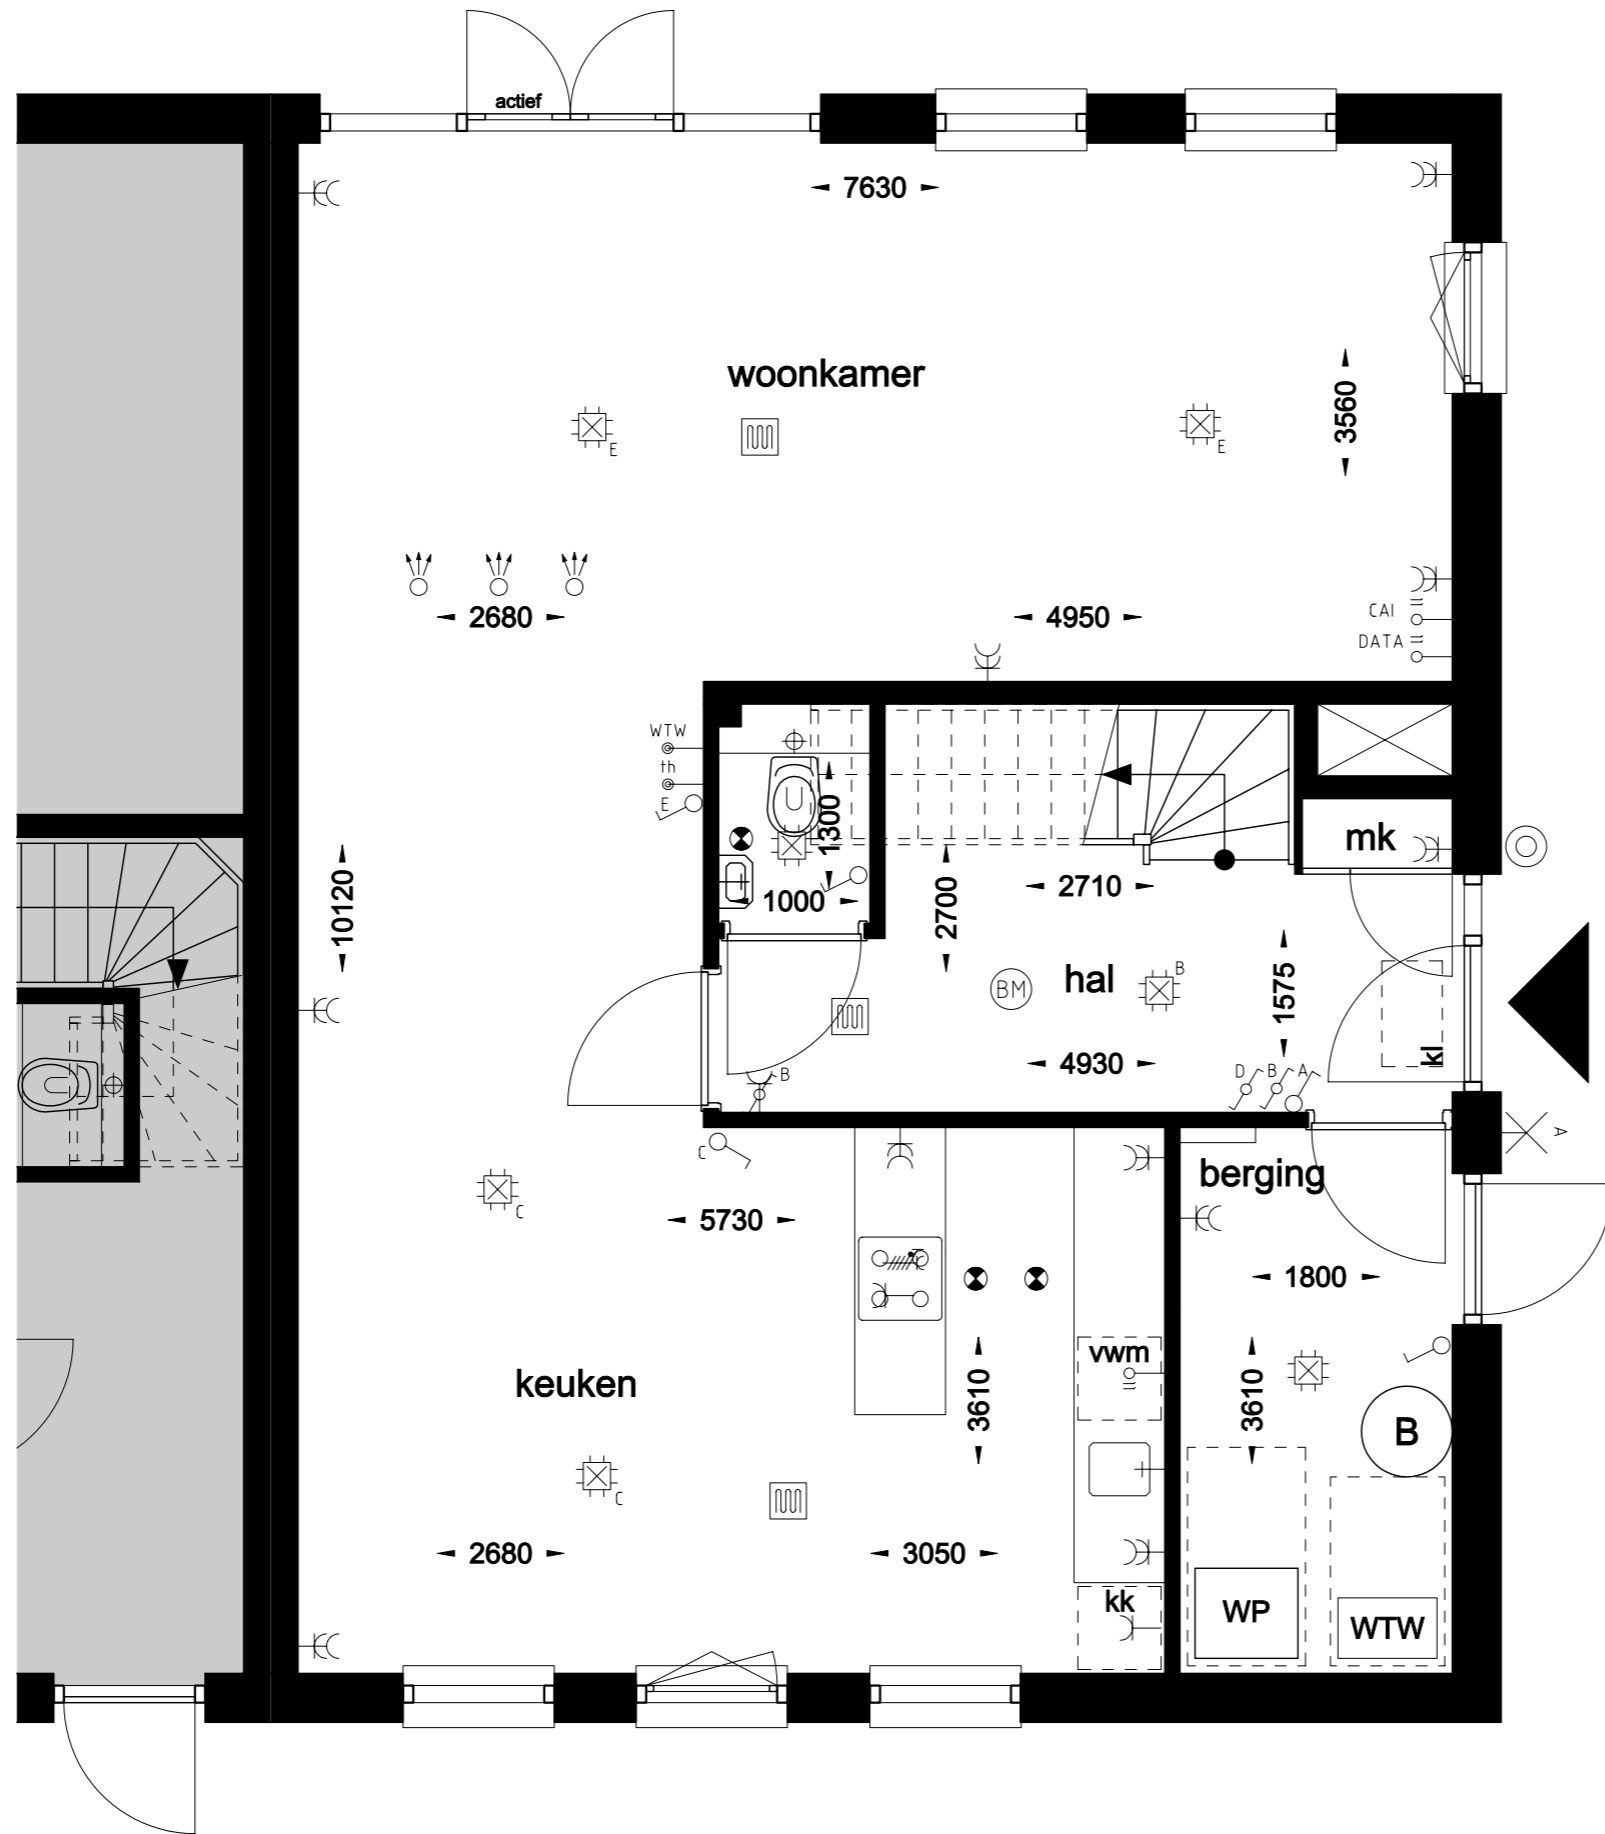 actief
7630
woonkamer
3560
E
E
2680
4950
CAI
DATA
WTW
th
E
1300
mk
1000
2700
2710
10120
hal
B
BM
1575
kl
4930
D B A
B
A
C
berging
C
5730
1800
vwm
keuken
3610
3610
B
C
2680
3050
kk
WP
WTW